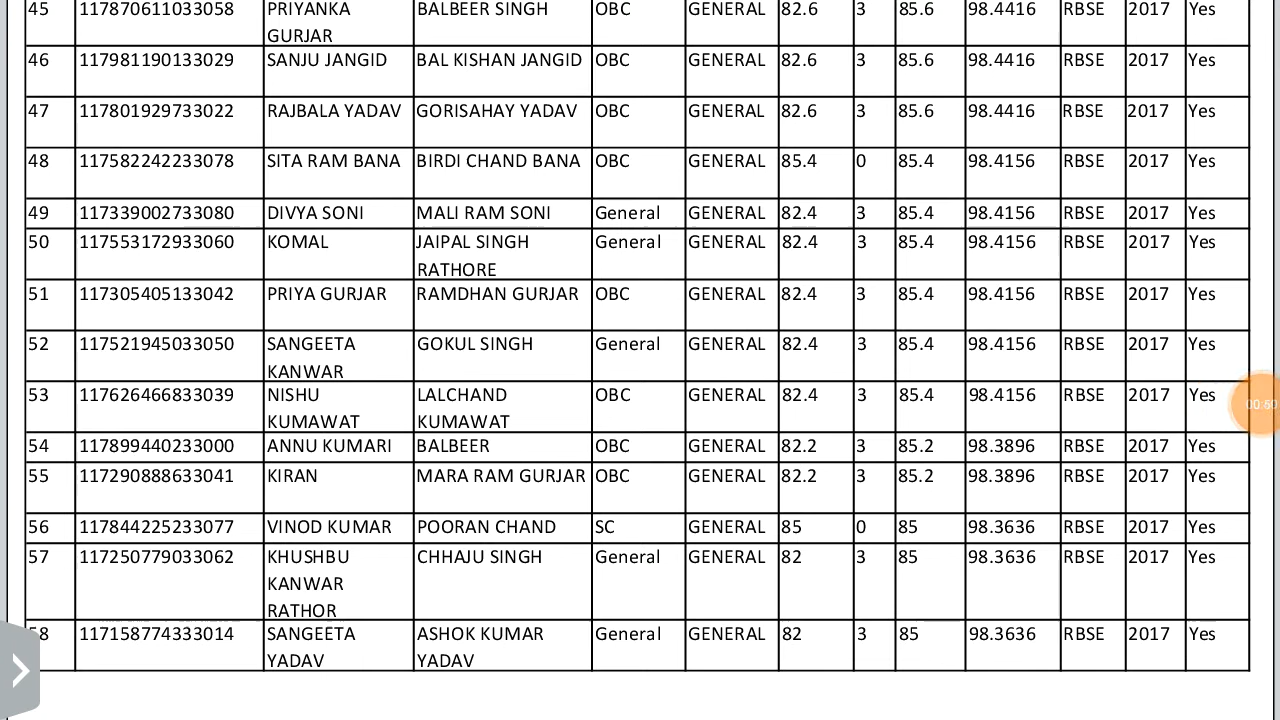 45 117870611033058 PRIYANKA BALBEER SINGH OBC GENERAL 82.6 3 85.6 98.4416 RBSE 2017 Yes
GURJAR
46 117981190133029 SANJU JANGID BAL KISHAN JANGID OBC GENERAL 82.6 3 85.6 98.4416 RBSE 2017 Yes
47 117801929733022 RAJBALA YADAV GORISAHAY YADAV OBC GENERAL 82.6 3 85.6 98.4416 RBSE 2017 Yes
48 117582242233078 SITA RAM BANA BIRDI CHAND BANA OBC GENERAL 85.4 0 85.4 98.4156 RBSE 2017 Yes
49 117339002733080 DIVYA SONI MALI RAM SONI General GENERAL 82.4 3 85.4 98.4156 RBSE 2017 Yes
50 117553172933060 KOMAL JAIPAL SINGH General GENERAL 82.4 3 85.4 98.4156 RBSE 2017 Yes
RATHORE
51 117305405133042 PRIYA GURJAR RAMDHAN GURJAR OBC GENERAL 82.4 3 85.4 98.4156 RBSE 2017 Yes
52 117521945033050 SANGEETA GOKUL SINGH General GENERAL 82.4 3 85.4 98.4156 RBSE 2017 Yes
KANWAR
53 117626466833039 NISHU LALCHAND OBC GENERAL 82.4 3 85.4 98.4156 RBSE 2017 Yes 00:50
KUMAWAT KUMAWAT
54 117899440233000 ANNU KUMARI BALBEER OBC GENERAL 82.2 3 85.2 98.3896 RBSE 2017 Yes
55 117290888633041 KIRAN MARA RAM GURJAR OBC GENERAL 82.2 3 85.2 98.3896 RBSE 2017 Yes
56 117844225233077 VINOD KUMAR POORAN CHAND SC GENERAL 85 0 85 98.3636 RBSE 2017 Yes
57 117250779033062 KHUSHBU CHHAJU SINGH General GENERAL 82 3 85 98.3636 RBSE 2017 Yes
KANWAR
RATHOR
58 117158774333014 SANGEETA ASHOK KUMAR General GENERAL 82 3 85 98.3636 RBSE 2017 Yes
YADAV YADAV